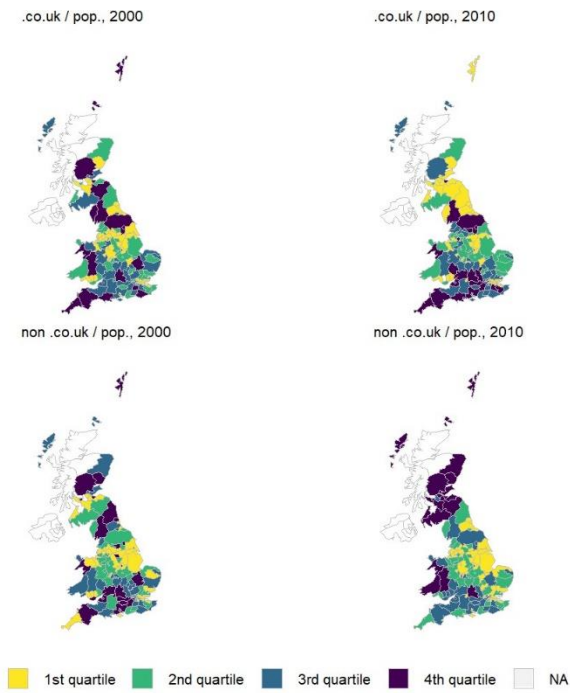 .co.uk / pop., 2000
.co.uk / pop., 2010
non .co.uk / pop., 2000
non .co.uk / pop., 2010
1st quartile 2nd quartile 3rd quartile 4th quartile NA